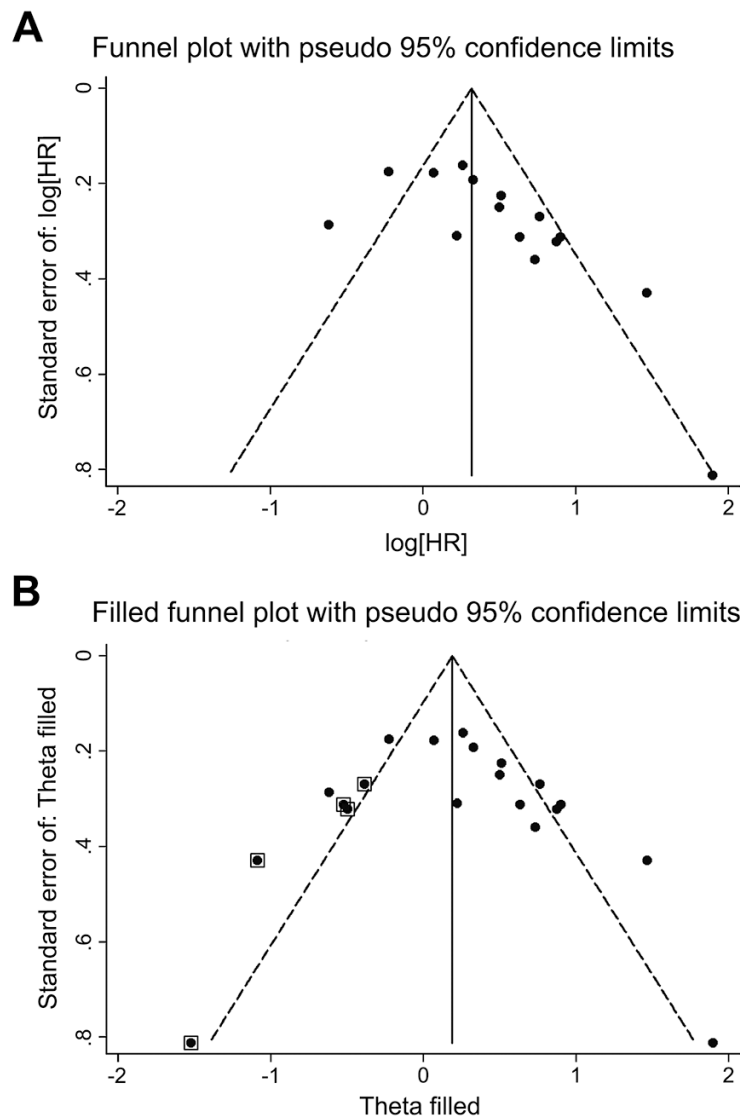 A
Funnel plot with pseudo 95% confidence limits
Standard error of: log[HR]
0
.2
.4
.6
.8
-2
-1
0
1
2
log[HR]
B
Filled funnel plot with pseudo 95% confidence limits
Standard error of: Theta filled
0
.2
.4
.6
.8
-2
-1
0
1
2
Theta filled